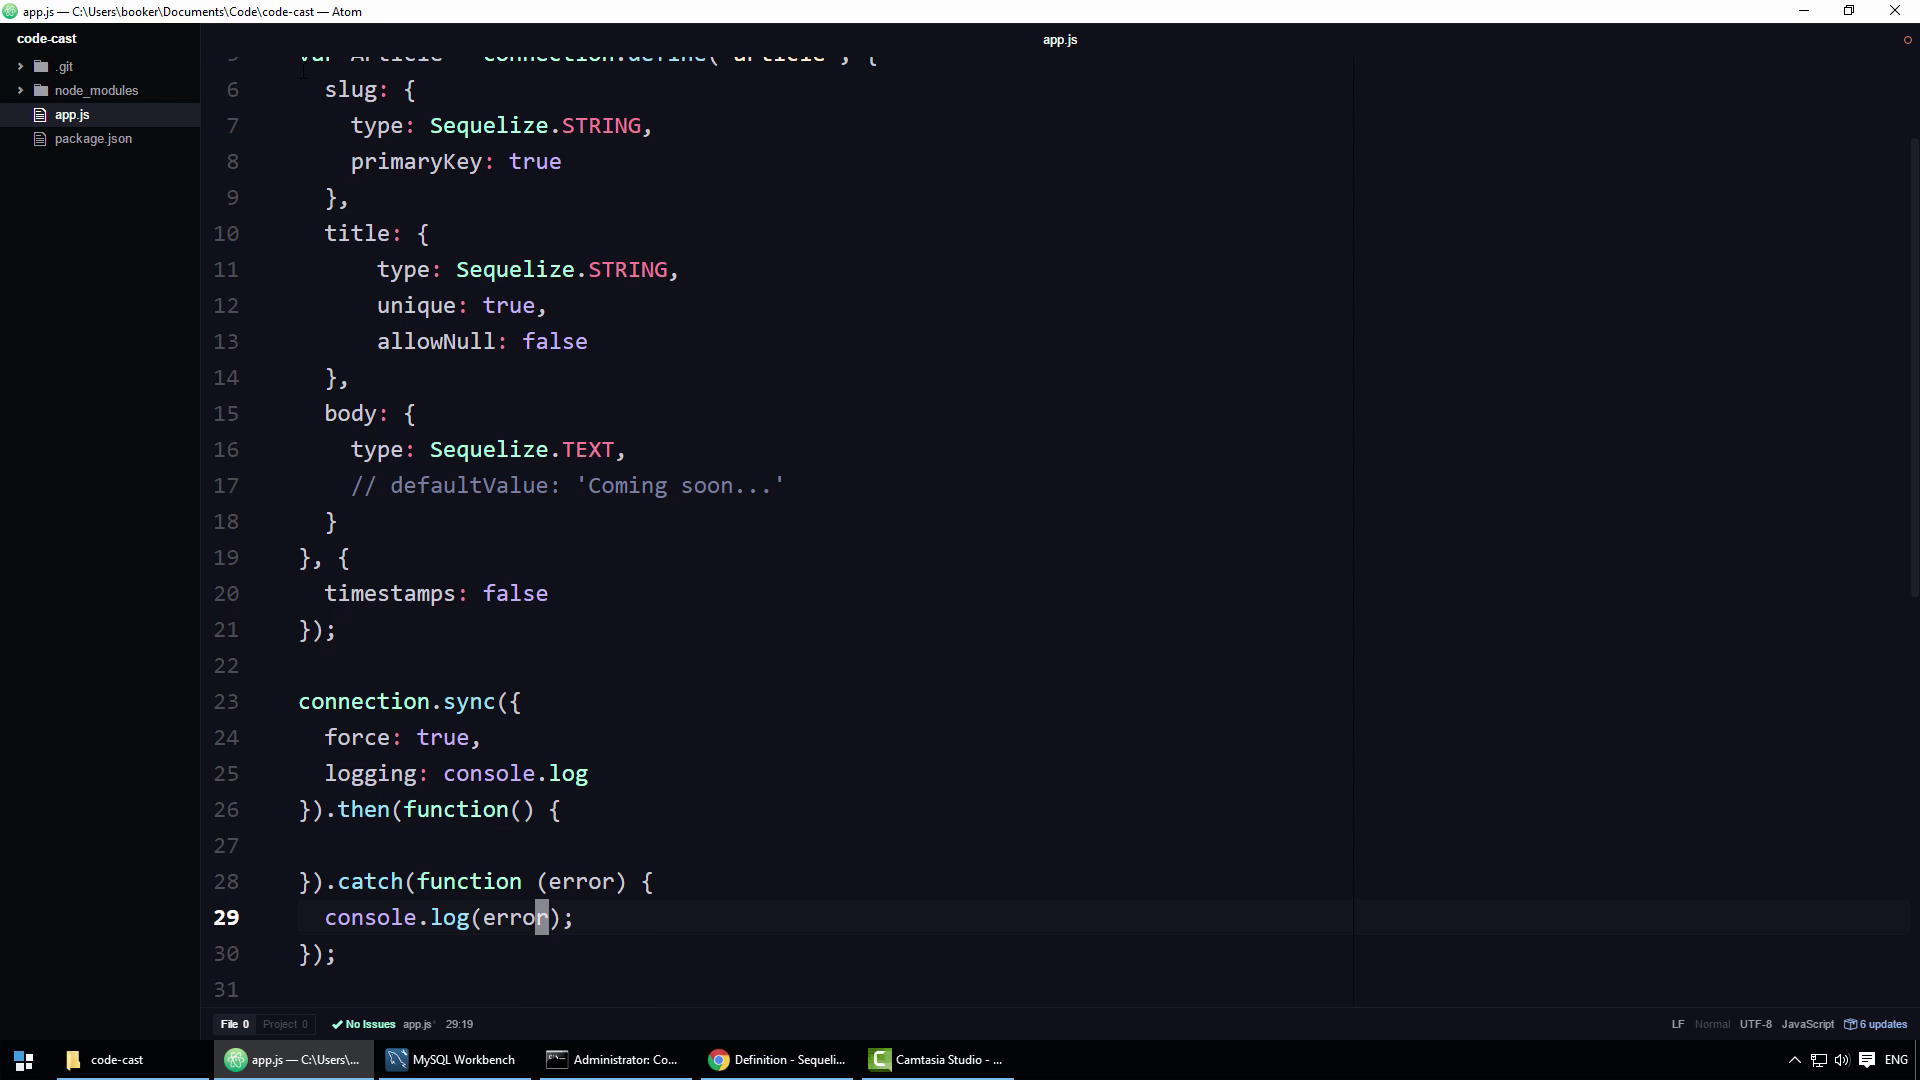 app.js — C:\Users\booker\Documents\Code\code-cast — Atom
code-cast
.git
node_modules
app.js
package.json
app.js
5 var Article = connection.define('article', {
6 slug: {
7 type: Sequelize.STRING,
8 primaryKey: true
9 },
10 title: {
11 type: Sequelize.STRING,
12 unique: true,
13 allowNull: false
14 },
15 body: {
16 type: Sequelize.TEXT,
17 // defaultValue: 'Coming soon...'
18 }
19 }, {
20 timestamps: false
21 });
22
23 connection.sync({
24 force: true,
25 logging: console.log
26 }).then(function() {
27
28 }).catch(function (error) {
29 console.log(error);
30 });
31
File 0 Project 0 No Issues app.js* 29:19 LF Normal UTF-8 JavaScript 6 updates
code-cast app.js — C:\Users\... MySQL Workbench Administrator: Co... Definition - Sequeli... Camtasia Studio - ... ENG